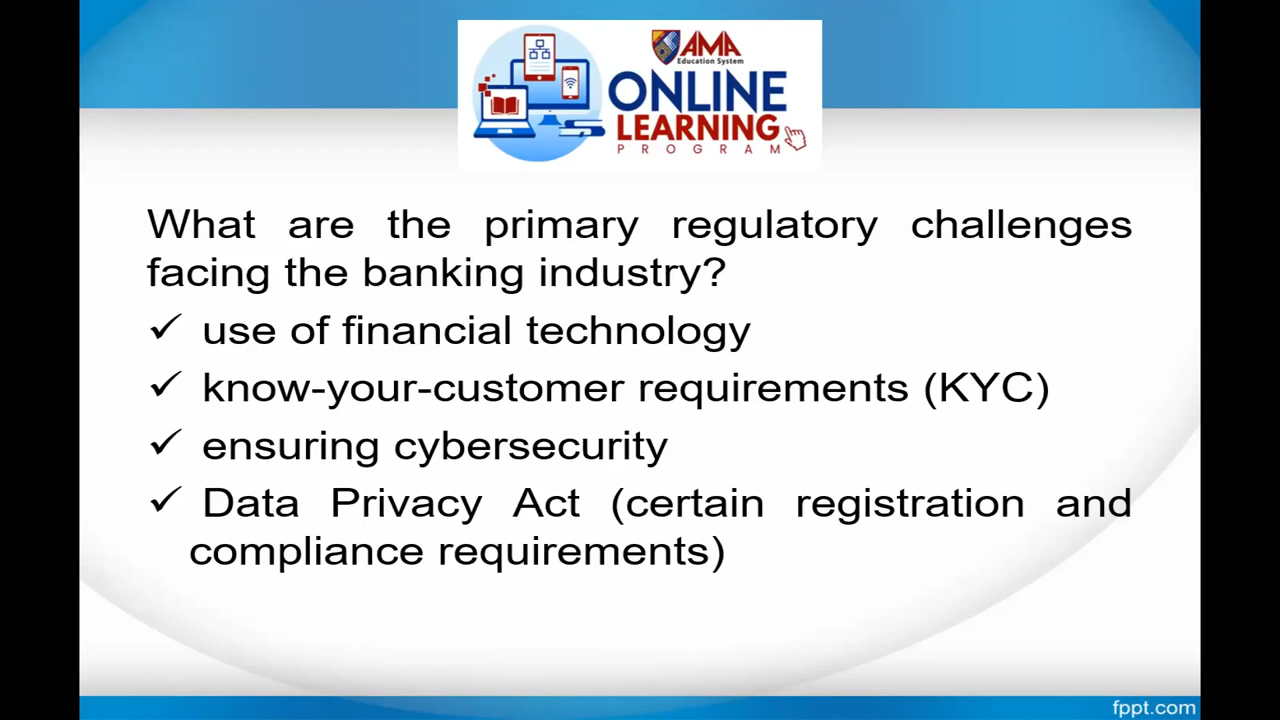 AMA
Education System
ONLINE
LEARNING
PROGRAM
What are the primary regulatory challenges
facing the banking industry?
✓ use of financial technology
✓ know-your-customer requirements (KYC)
✓ ensuring cybersecurity
✓ Data Privacy Act (certain registration and
compliance requirements)
fppt.com